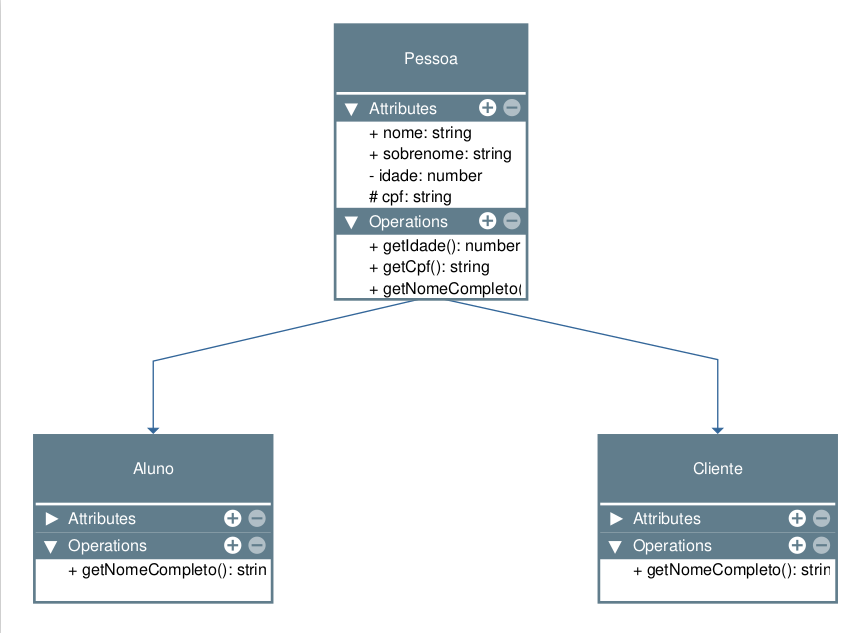 Pessoa
Attributes
+ nome: string
+ sobrenome: string
- idade: number
# cpf: string
Operations
+ getIdade(): number
+ getCpf(): string
+ getNomeCompleto(
Aluno
Attributes
Operations
+ getNomeCompleto(): strin
Cliente
Attributes
Operations
+ getNomeCompleto(): strin